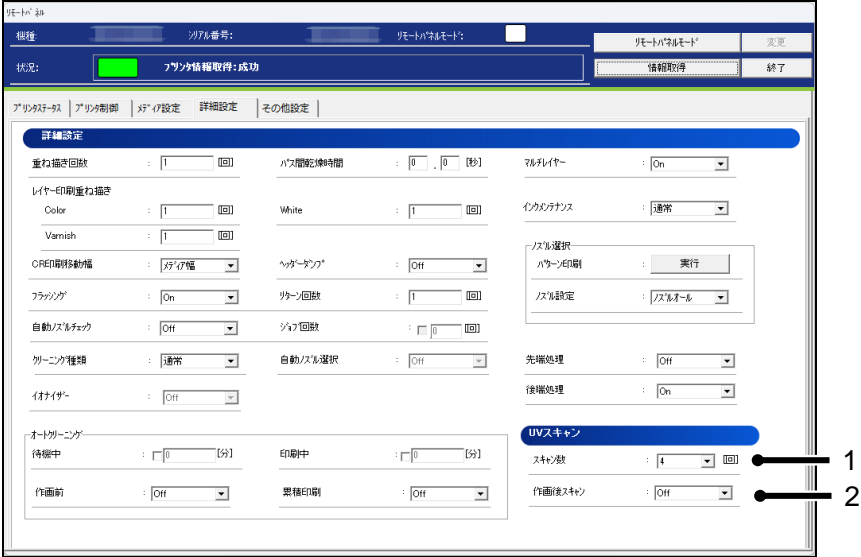 リモートパネル
機種:
シリアル番号:
リモートパネルモード:
リモートパネルモード
変更
状況:
プリンタ情報取得:成功
情報取得
終了
プリンタステータス
プリンタ制御
メディア設定
詳細設定
その他設定
詳細設定
重ね描き回数 : 1 [回]
パス間乾燥時間 : 0 . 0 [秒]
マルチレイヤー : On
レイヤー印刷重ね描き
Color : 1 [回]
White : 1 [回]
インクメンテナンス : 通常
Varnish : 1 [回]
ノズル選択
CR印刷移動幅 : メディア幅
ヘッダーダンプ : Off
パターン印刷 : 実行
フラッシング : On
リターン回数 : 1 [回]
ノズル設定 : ノズルオール
自動ノズルチェック : Off
ジョブ回数 : 0 [回]
クリーニング種類 : 通常
自動ノズル選択 : Off
先端処理 : Off
イオナイザー : Off
後端処理 : On
オートクリーニング
UVスキャン
待機中 : 0 [分]
印刷中 : 0 [分]
スキャン数 : 4 [回]
1
作画前 : Off
累積印刷 : Off
作画後スキャン : Off
2